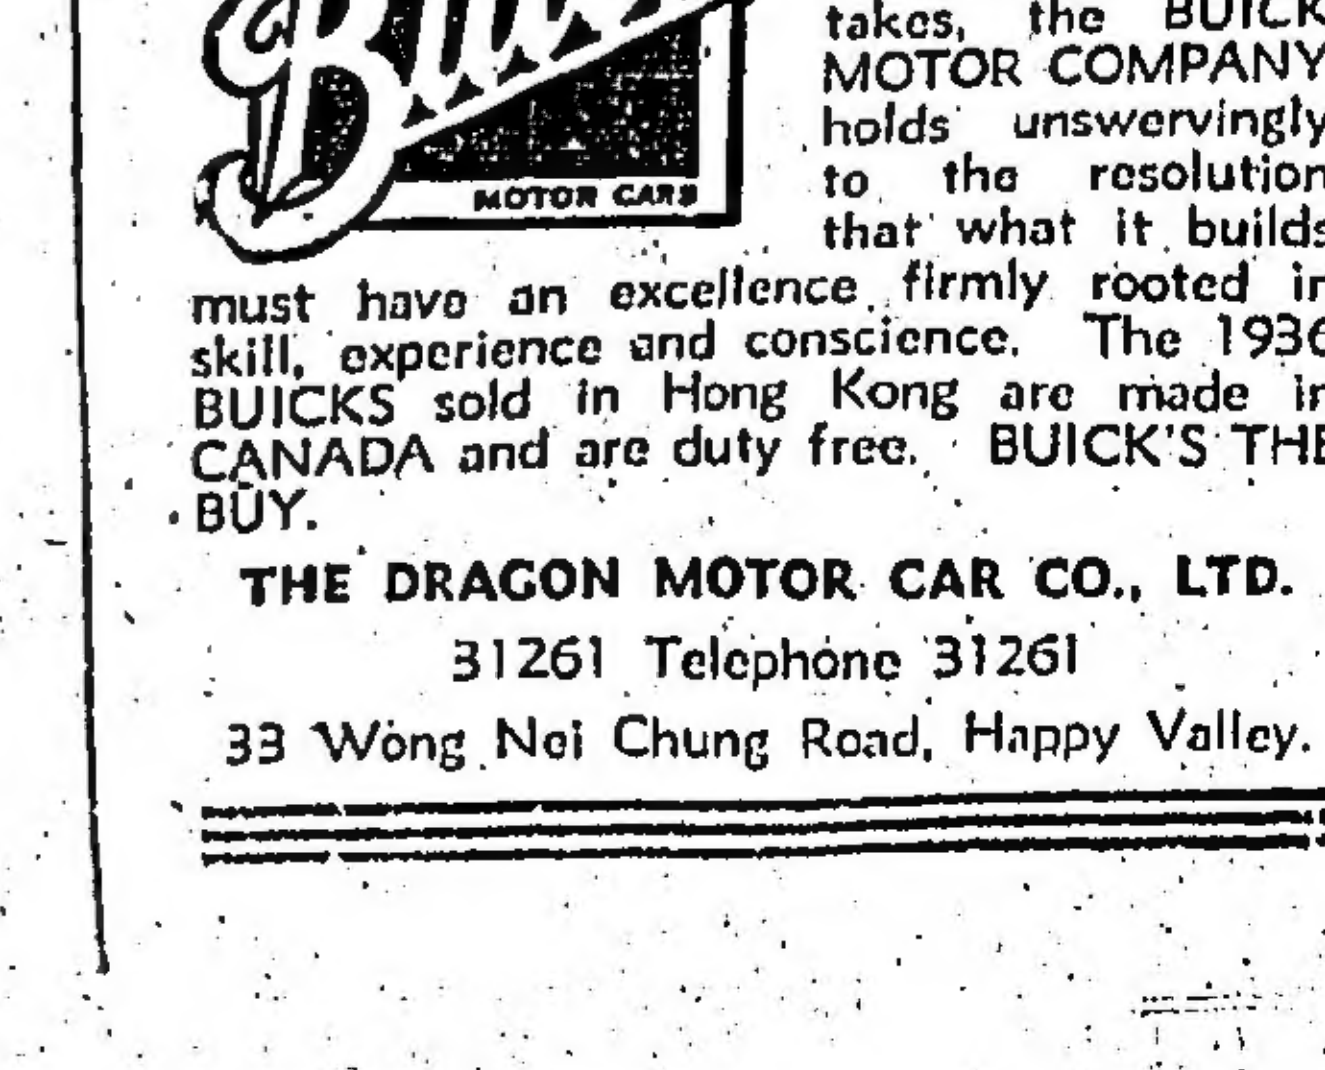 Buick
takes, the BUICK
MOTOR COMPANY
holds unswervingly
MOTOR CARS
to the resolution
that what it builds
must have an excellence firmly rooted in
skill, experience and conscience. The 1936
BUICKS sold in Hong Kong are made in
CANADA and are duty free. BUICK'S THE
BUY.
THE DRAGON MOTOR CAR CO., LTD.
31261 Telephone 31261
33 Wong Nei Chung Road, Happy Valley.